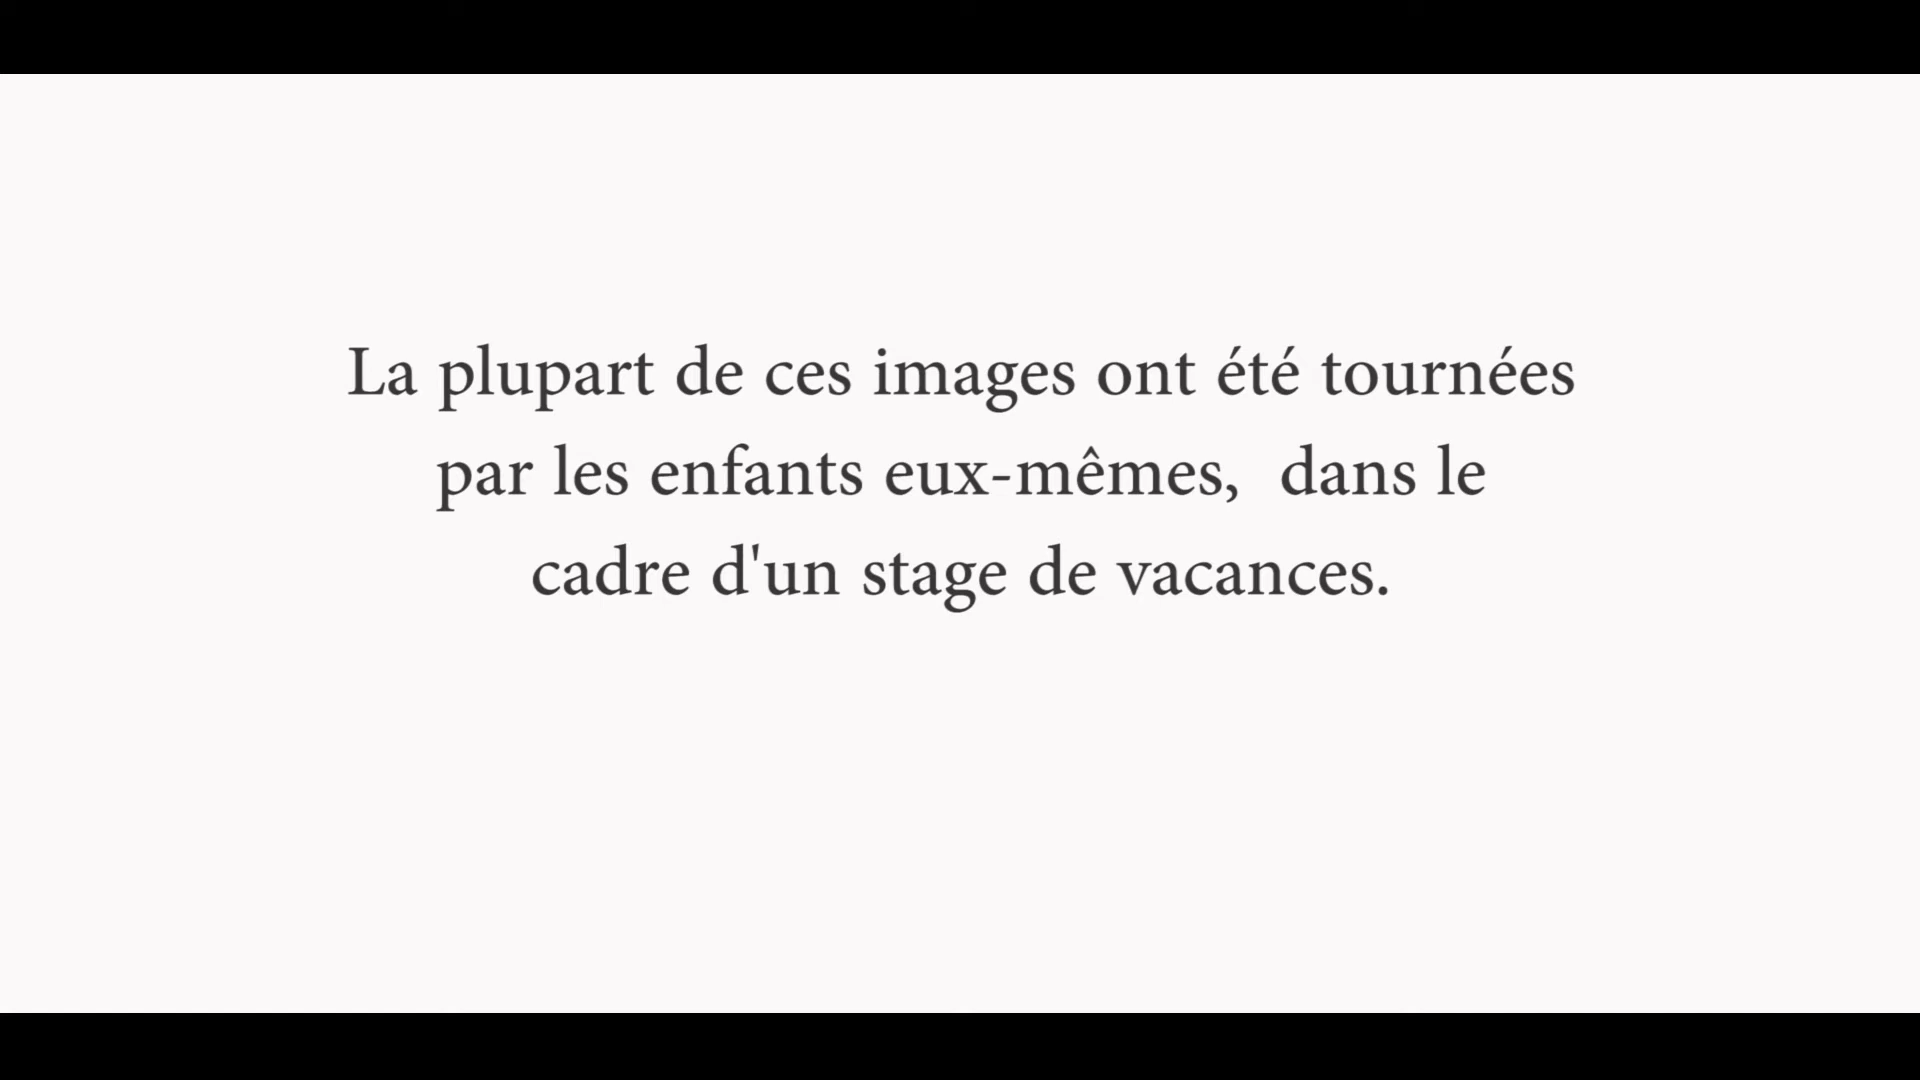 La plupart de ces images ont été tournées
par les enfants eux-mêmes,  dans le
cadre d'un stage de vacances.